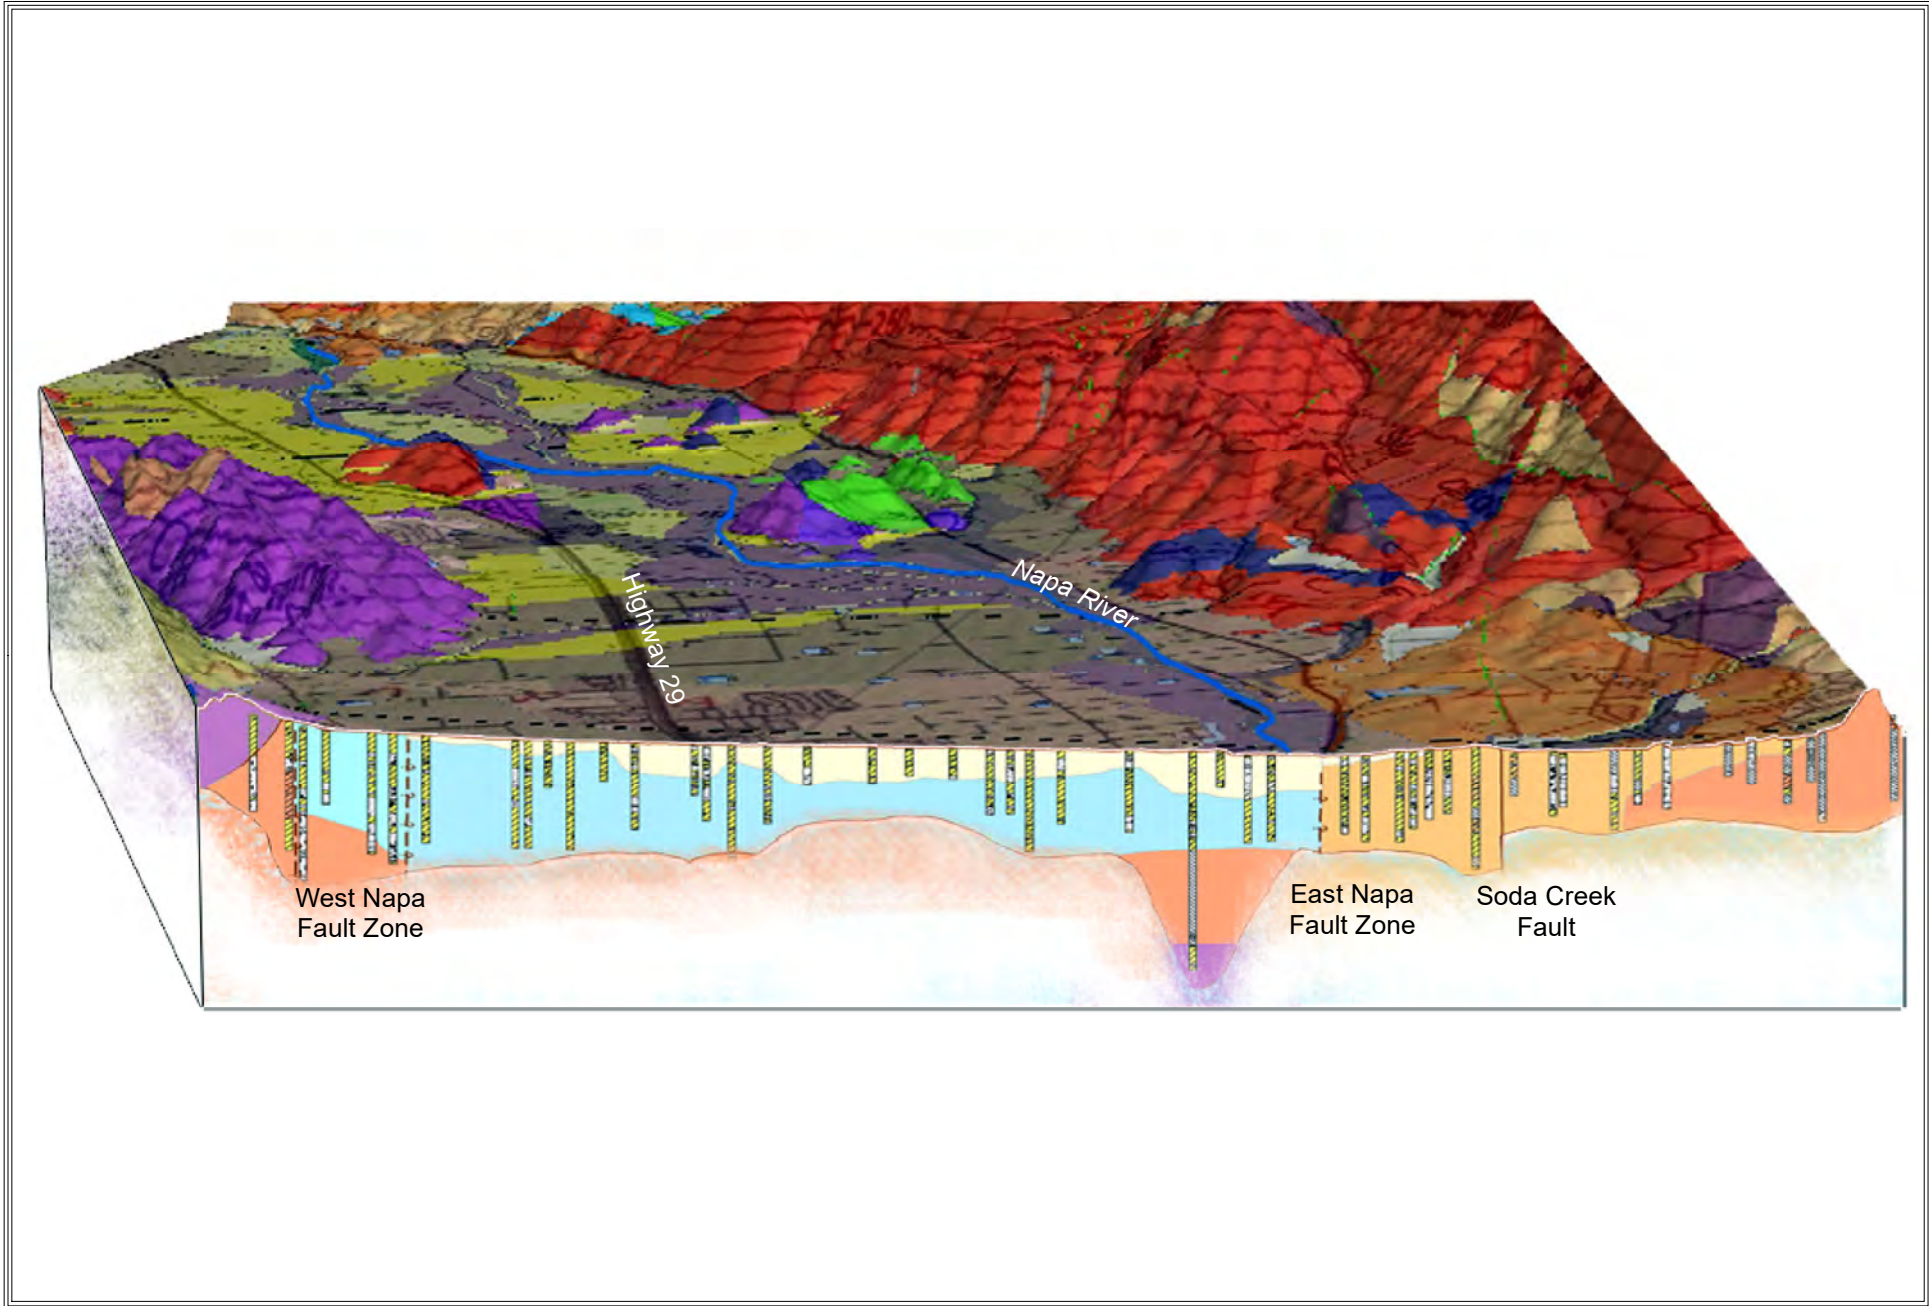 Napa River
Highway 29
West Napa
Fault Zone
East Napa
Fault Zone
Soda Creek
Fault